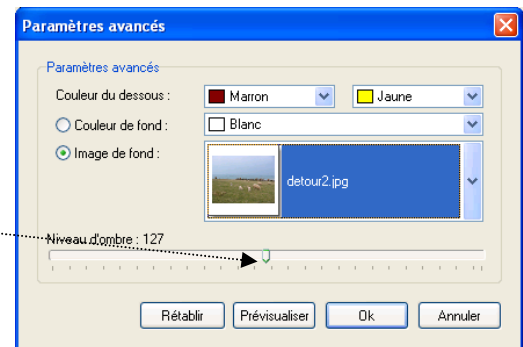 Paramètres avancés
Paramètres avancés
Couleur du dessous : Marron Jaune
Couleur de fond : Blanc
Image de fond : detour2.jpg
Niveau d'ombre : 127
Rétablir Prévisualiser Ok Annuler